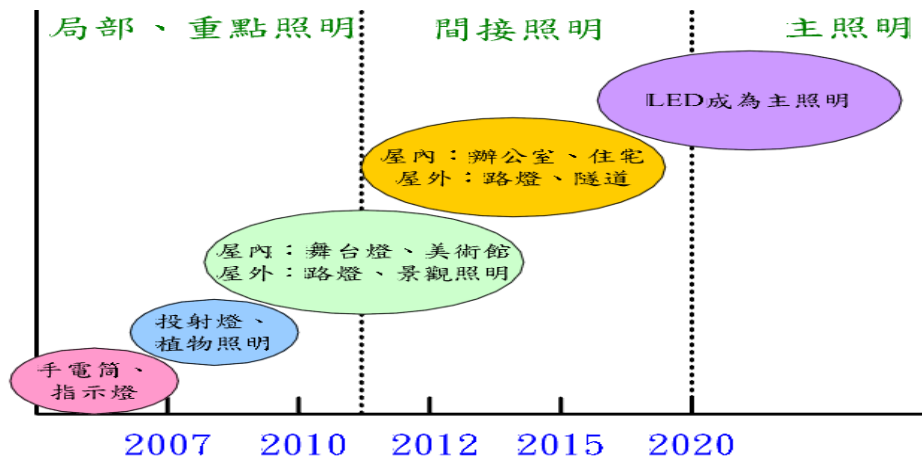 局部、重點照明
間接照明
主照明
LED成為主照明
屋內：辦公室、住宅
屋外：路燈、隧道
屋內：舞台燈、美術館
屋外：路燈、景觀照明
投射燈、
植物照明
手電筒、
指示燈
2007
2010
2012
2015
2020